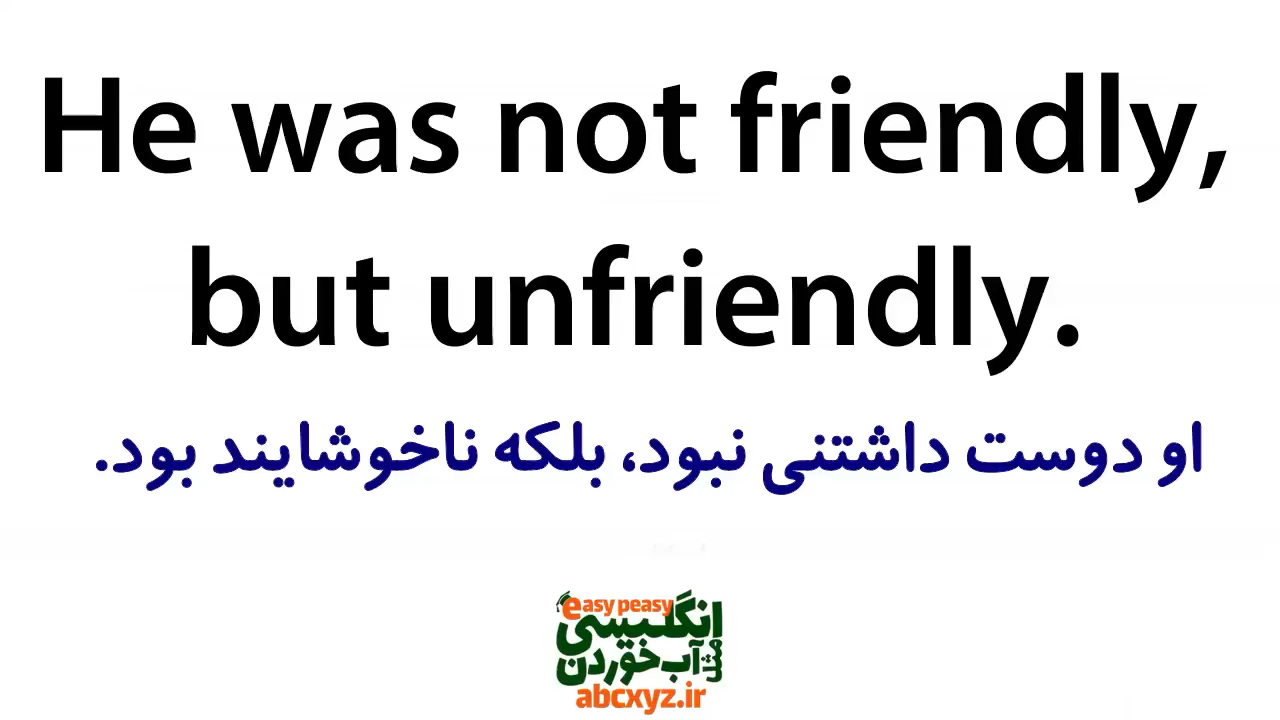 He was not friendly,
but unfriendly.
او دوست داشتنی نبود، بلکه ناخوشایند بود.
easy peasy
انگلیسی
مثل آب خوردن
abcxyz.ir